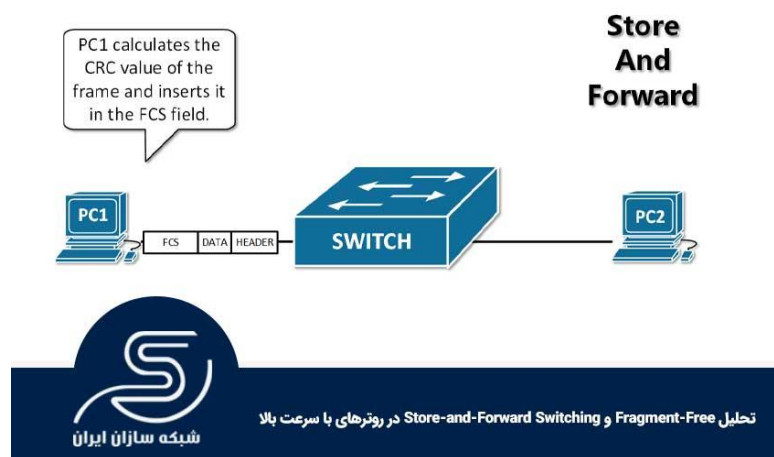 PC1 calculates the
CRC value of the
frame and inserts it
in the FCS field.
Store
And
Forward
PC1
FCS DATA HEADER
SWITCH
PC2
شبکه سازان ایران
تحلیل Fragment-Free و Store-and-Forward Switching در روترهای با سرعت بالا